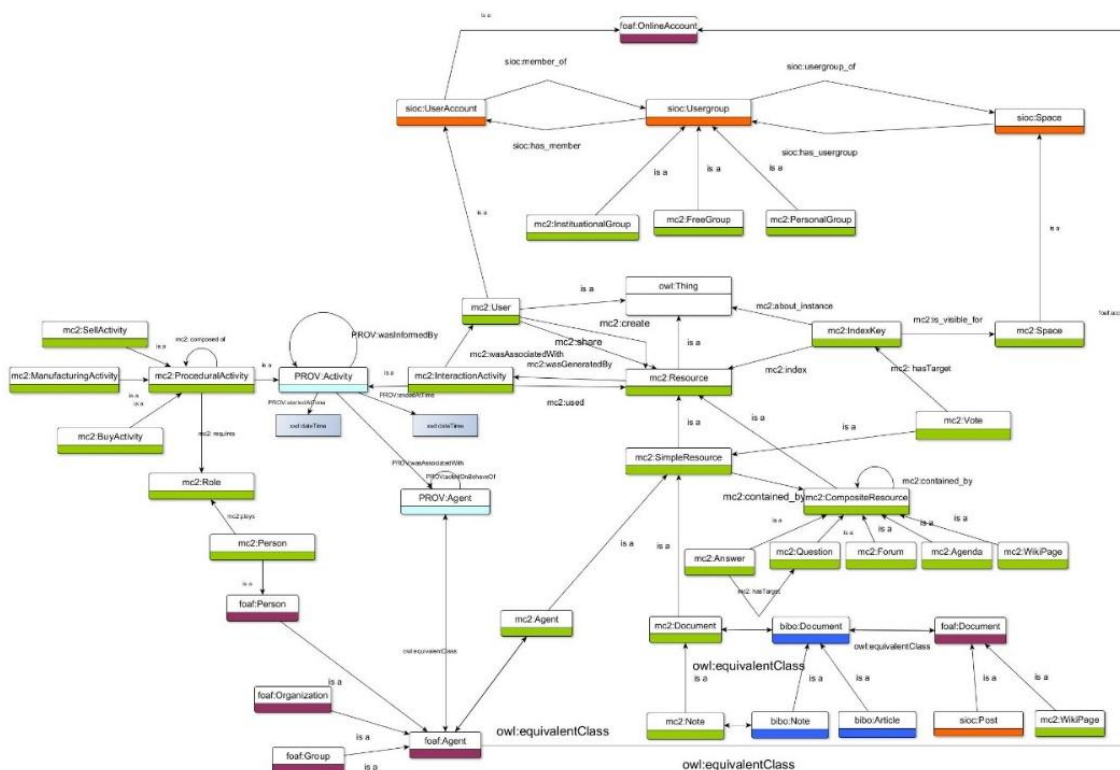 is a
foaf:OnlineAccount
sioc:member_of
sioc:usergroup_of
sioc:UserAccount
sioc:Usergroup
sioc:Space
sioc:has_member
sioc:has_usergroup
is a
is a
is a
mc2:InstituationalGroup
mc2:FreeGroup
mc2:PersonalGroup
is a
is a
owl:Thing
is a
mc2:about_instance
mc2:User
mc2:create
mc2:IndexKey
mc2:is_visible_for
mc2:Space
mc2:SellActivity
mc2: composed of
PROV:wasInformedBy
mc2:share
is a
is a
mc2:wasAssociatedWith
mc2:wasGeneratedBy
mc2:index
mc2: hasTarget
mc2:ManufacturingActivity
mc2:ProceduralActivity
is a
PROV:Activity
is a
mc2:InteractionActivity
mc2:Resource
is a
is a
PROV:startedAtTime
PROV:endedAtTime
mc2:used
mc2:BuyActivity
mc2: requires
xsd:dateTime
xsd:dateTime
is a
is a
is a
mc2:Vote
mc2:SimpleResource
PROV:wasAssociatedWith
mc2:contained_by
mc2:Role
PROV:Agent
mc2:contained_by
mc2:CompositeResource
mc2:plays
is a
is a
is a
is a
is a
mc2:Person
is a
is a
mc2:Answer
mc2:Question
mc2:Forum
mc2:Agenda
mc2:WikiPage
is a
mc2: hasTarget
foaf:Person
mc2:Agent
mc2:Document
bibo:Document
foaf:Document
owl:equivalentClass
owl:equivalentClass
owl:equivalentClass
is a
is a
is a
is a
is a
is a
foaf:Organization
mc2:Note
bibo:Note
bibo:Article
sioc:Post
mc2:WikiPage
is a
foaf:Agent
owl:equivalentClass
foaf:Group
is a
owl:equivalentClass